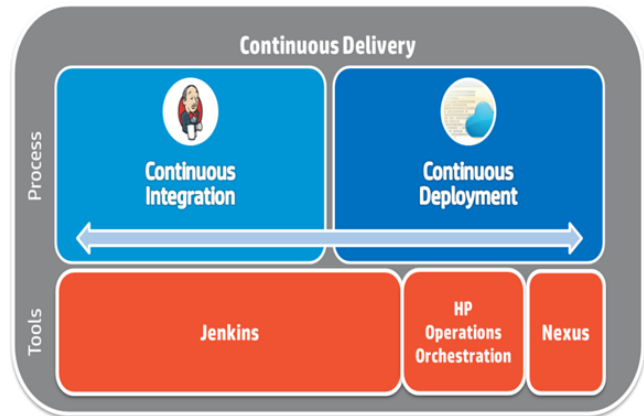 Continuous Delivery
Process
Continuous
Integration
Continuous
Deployment
Tools
Jenkins
HP
Operations
Orchestration
Nexus